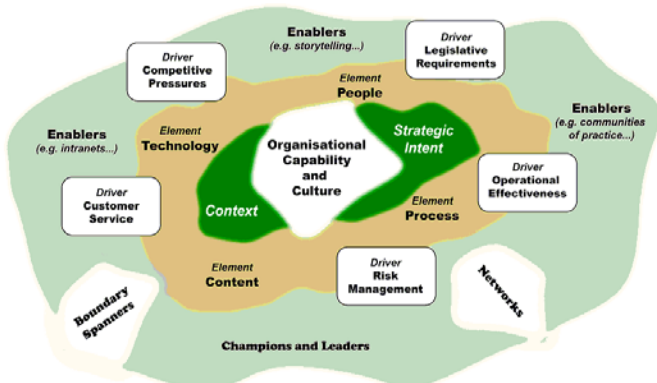 Enablers
(e.g. storytelling...)
Driver
Legislative
Requirements
Driver
Competitive
Pressures
Element
People
Enablers
(e.g. communities
of practice...)
Enablers
(e.g. intranets...)
Element
Technology
Organisational
Capability
and
Culture
Strategic
Intent
Driver
Operational
Effectiveness
Driver
Customer
Service
Context
Element
Process
Element
Content
Driver
Risk
Management
Boundary
Spanners
Networks
Champions and Leaders